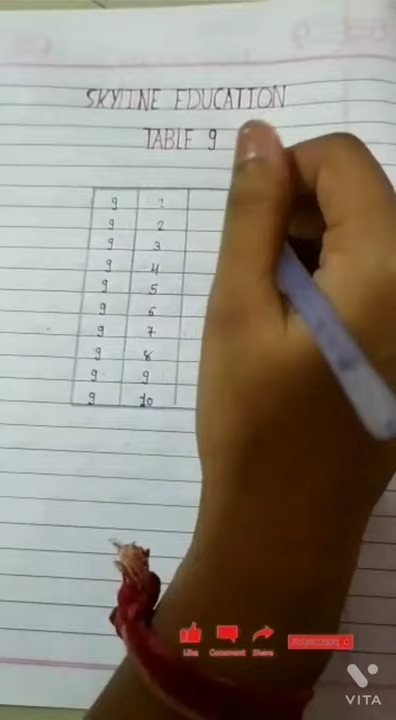 SKYLINE EDUCATION
TABLE 9
9 1
9 2
9 3
9 4
9 5
9 6
9 7
9 8
9 9
9 10
Like Comment Share SUBSCRIBE
VITA